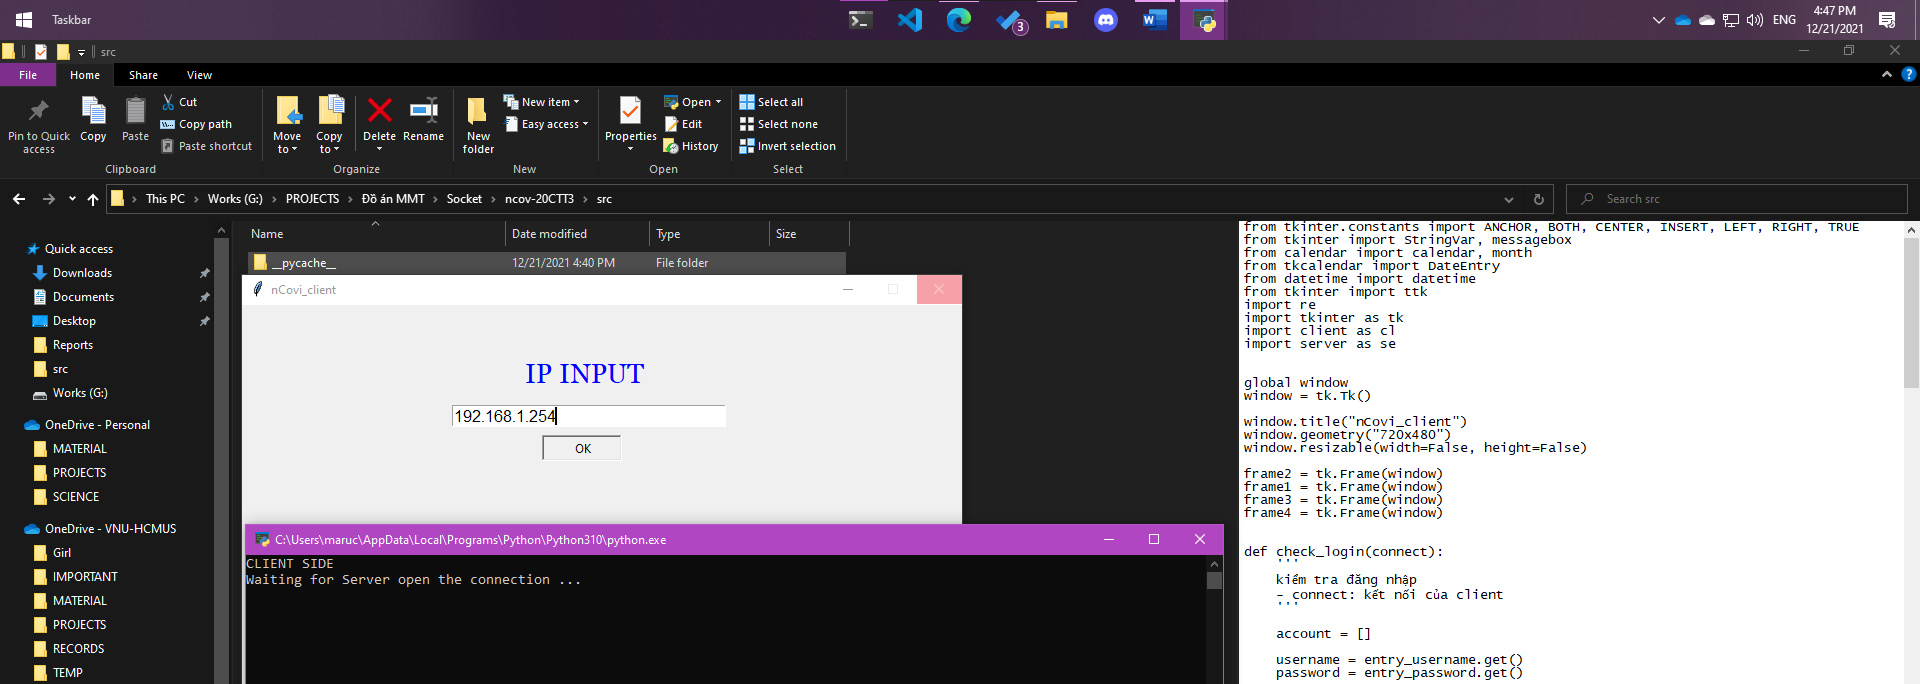 Taskbar
3
ENG
4:47 PM
12/21/2021
src
File
Home
Share
View
Pin to Quick access
Copy
Paste
Cut
Copy path
Paste shortcut
Clipboard
Move to
Copy to
Delete
Rename
Organize
New folder
New item
Easy access
New
Properties
Open
Edit
History
Open
Select all
Select none
Invert selection
Select
This PC > Works (G:) > PROJECTS > Đồ án MMT > Socket > ncov-20CTT3 > src
Search src
Quick access
Downloads
Documents
Desktop
Reports
src
Works (G:)
OneDrive - Personal
MATERIAL
PROJECTS
SCIENCE
OneDrive - VNU-HCMUS
Girl
IMPORTANT
MATERIAL
PROJECTS
RECORDS
TEMP
Name
Date modified
Type
Size
__pycache__
12/21/2021 4:40 PM
File folder
nCovi_client
IP INPUT
192.168.1.254
OK
C:\Users\maruc\AppData\Local\Programs\Python\Python310\python.exe
CLIENT SIDE
Waiting for Server open the connection ...
from tkinter.constants import ANCHOR, BOTH, CENTER, INSERT, LEFT, RIGHT, TRUE
from tkinter import StringVar, messagebox
from calendar import calendar, month
from tkcalendar import DateEntry
from datetime import datetime
from tkinter import ttk
import re
import tkinter as tk
import client as cl
import server as se
global window
window = tk.Tk()
window.title("nCovi_client")
window.geometry("720x480")
window.resizable(width=False, height=False)
frame2 = tk.Frame(window)
frame1 = tk.Frame(window)
frame3 = tk.Frame(window)
frame4 = tk.Frame(window)
def check_login(connect):
'''
kiểm tra đăng nhập
- connect: kết nối của client
'''
account = []
username = entry_username.get()
password = entry_password.get()